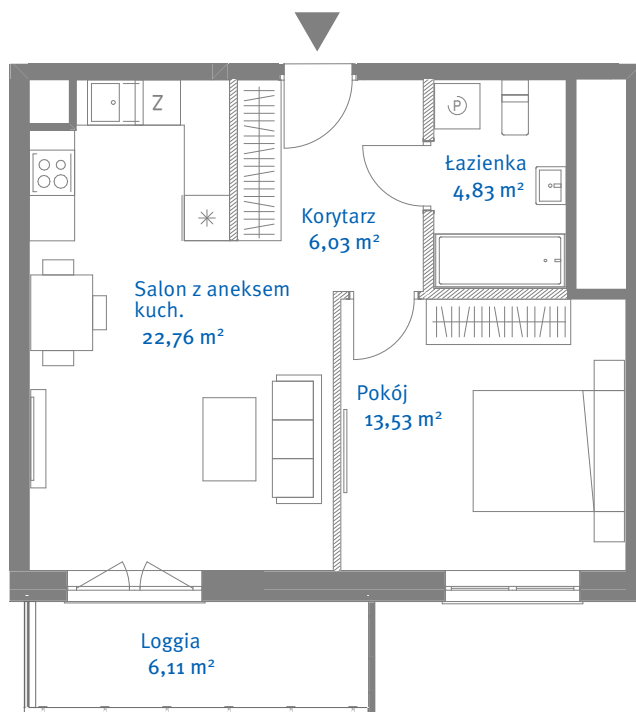 Z
P
Łazienka
4,83 m²
Korytarz
6,03 m²
Salon z aneksem
kuch.
22,76 m²
Pokój
13,53 m²
Loggia
6,11 m²